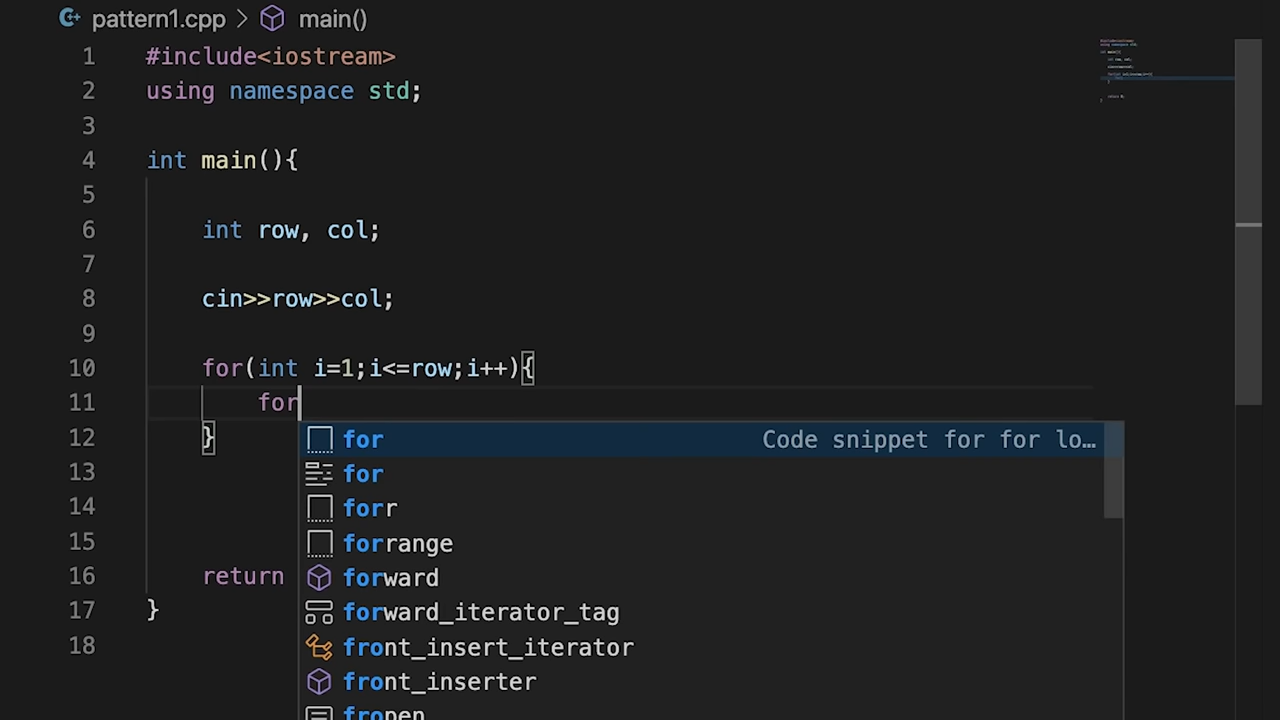 pattern1.cpp > main()
1 #include<iostream>
2 using namespace std;
3
4 int main(){
5
6 int row, col;
7
8 cin>>row>>col;
9
10 for(int i=1;i<=row;i++){
11 for
12 }
for Code snippet for for lo…
13
for
14
forr
15
forrange
16 return
forward
17 }
forward_iterator_tag
18
front_insert_iterator
front_inserter
fropen